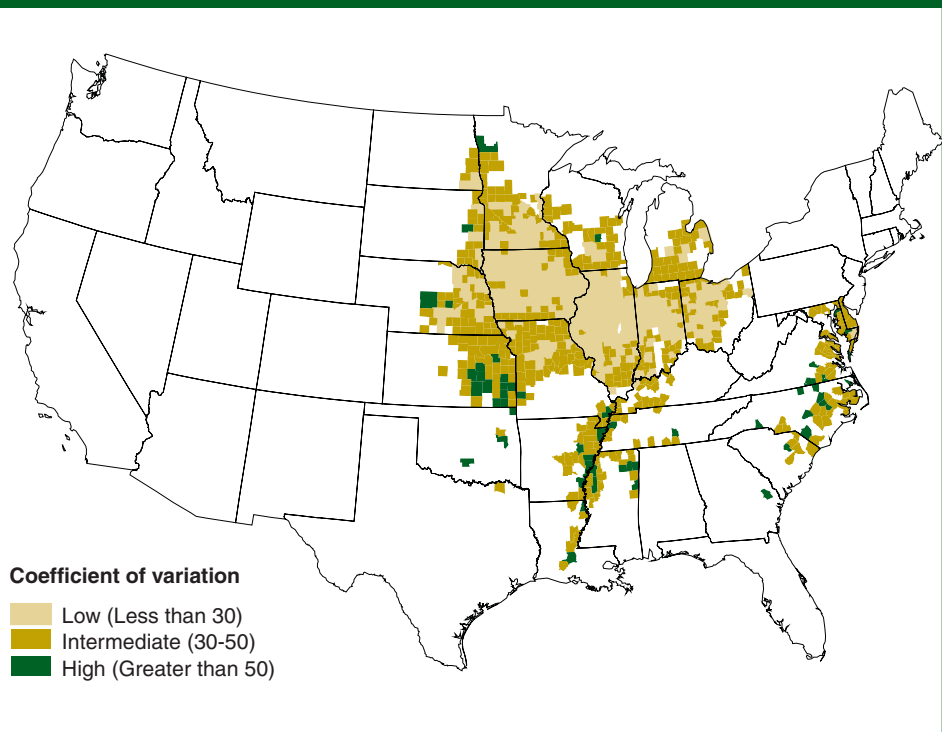 Coefficient of variation
Low (Less than 30)
Intermediate (30-50)
High (Greater than 50)